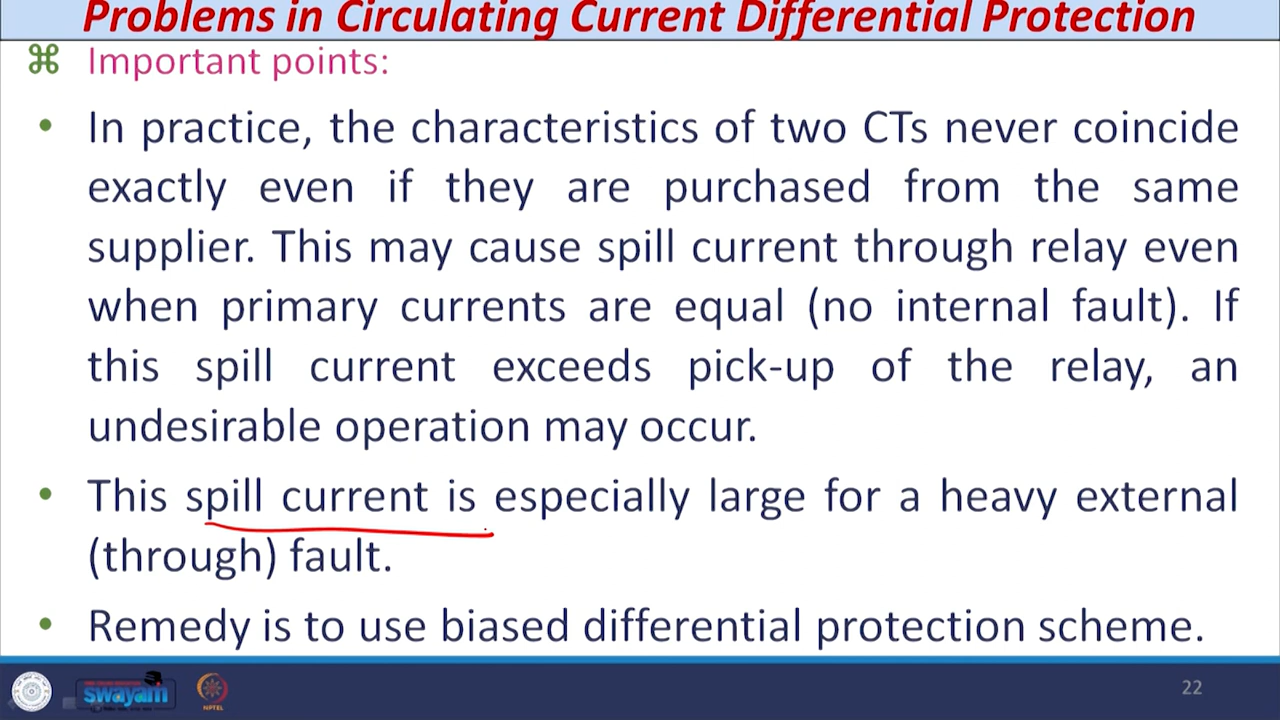 Problems in Circulating Current Differential Protection
⌘ Important points:
• In practice, the characteristics of two CTs never coincide
exactly even if they are purchased from the same
supplier. This may cause spill current through relay even
when primary currents are equal (no internal fault). If
this spill current exceeds pick-up of the relay, an
undesirable operation may occur.
• This spill current is especially large for a heavy external
(through) fault.
• Remedy is to use biased differential protection scheme.
swayam
NPTEL
22